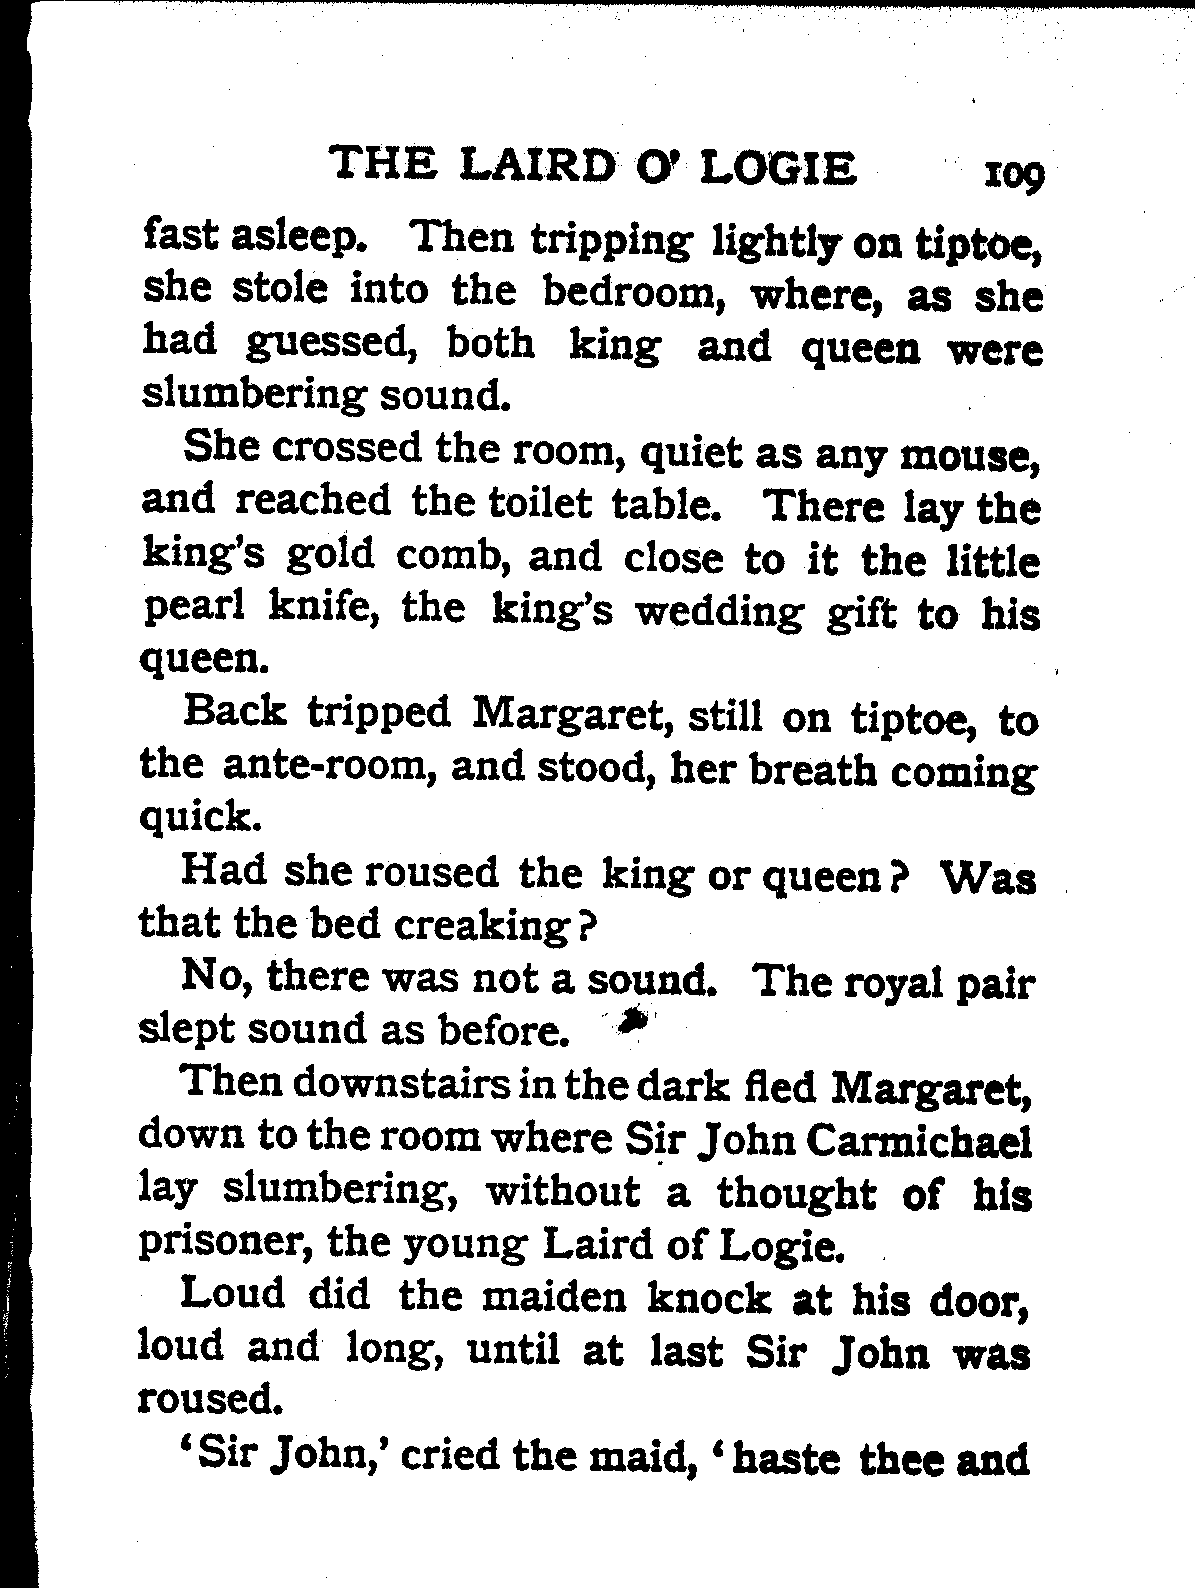 THE LAIRD O' LOGIE 109
fast asleep. Then tripping lightly on tiptoe,
she stole into the bedroom, where, as she
had guessed, both king and queen were
slumbering sound.
She crossed the room, quiet as any mouse,
and reached the toilet table. There lay the
king's gold comb, and close to it the little
pearl knife, the king's wedding gift to his
queen.
Back tripped Margaret, still on tiptoe, to
the ante-room, and stood, her breath coming
quick.
Had she roused the king or queen? Was
that the bed creaking?
No, there was not a sound. The royal pair
slept sound as before.
Then downstairs in the dark fled Margaret,
down to the room where Sir John Carmichael
lay slumbering, without a thought of his
prisoner, the young Laird of Logie.
Loud did the maiden knock at his door,
loud and long, until at last Sir John was
roused.
'Sir John,' cried the maid, 'haste thee and